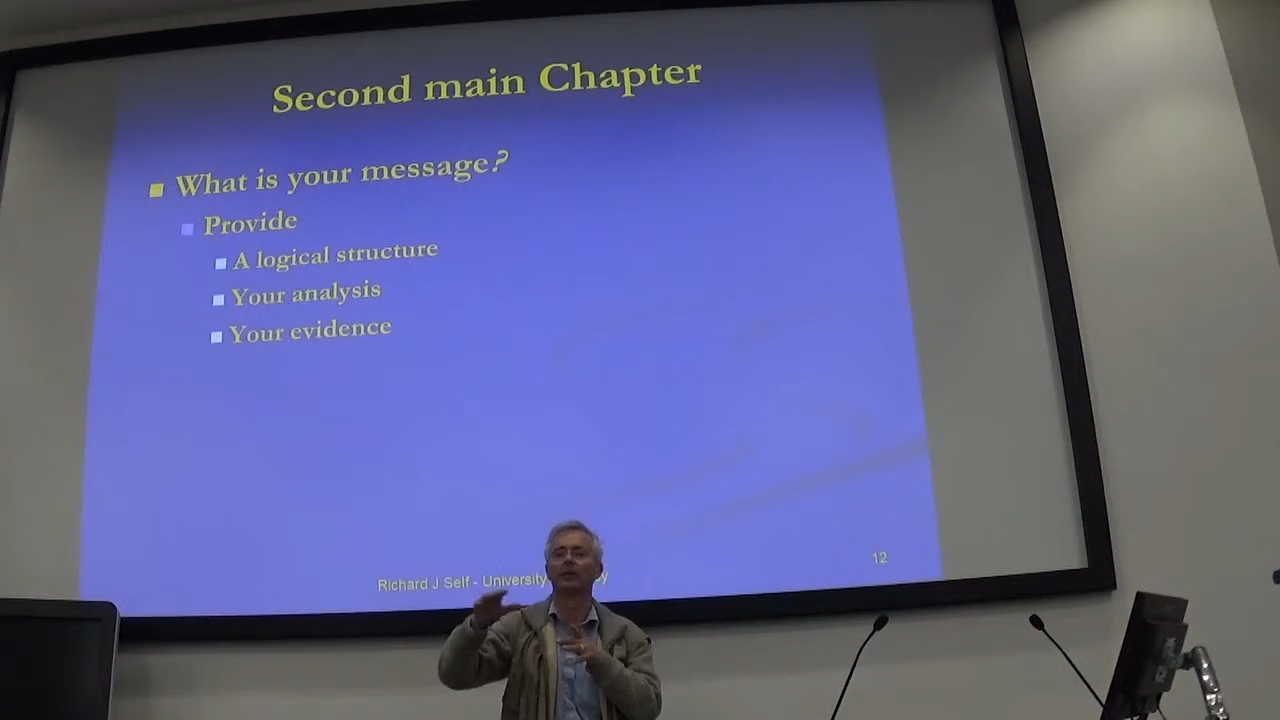 Second main Chapter
What is your message?
Provide
A logical structure
Your analysis
Your evidence
Richard J Self - University
12